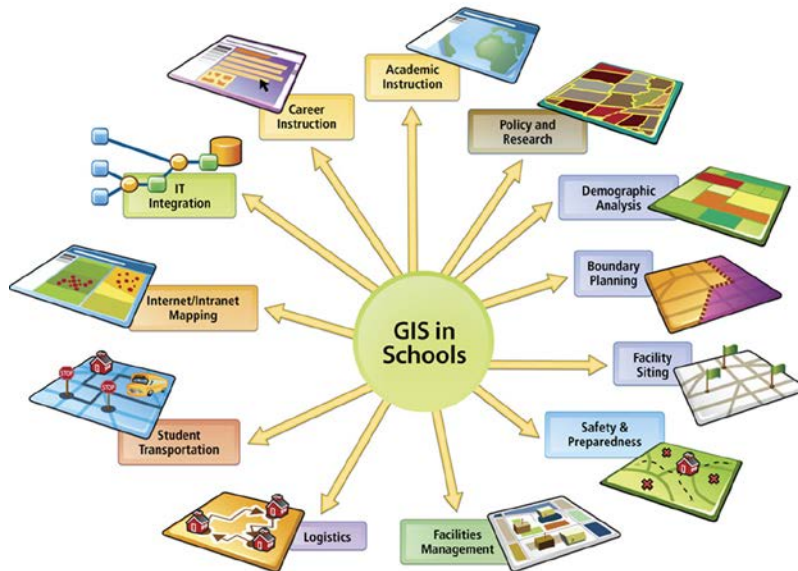 Academic
Instruction
Career
Instruction
Policy and
Research
IT
Integration
Demographic
Analysis
Boundary
Planning
Internet/Intranet
Mapping
GIS in
Schools
Facility
Siting
STOP
STOP
Student
Transportation
Safety &
Preparedness
Logistics
Facilities
Management